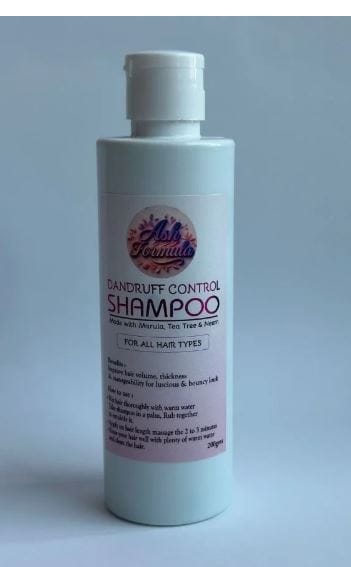 Ash
Formula
DANDRUFF CONTROL
SHAMPOO
Made with Marula, Tea Tree & Neem
FOR ALL HAIR TYPES
Benefits :
Improve hair volume, thickness
& manageability for luscious & bouncy look
How to use :
Wet hair thoroughly with warm water
Take shampoo in a palm, Rub together
to emulsify it.
Apply on hair length massage the 2 to 3 minutes
Rinse your hair well with plenty of warm water
and clean the hair.
200gms